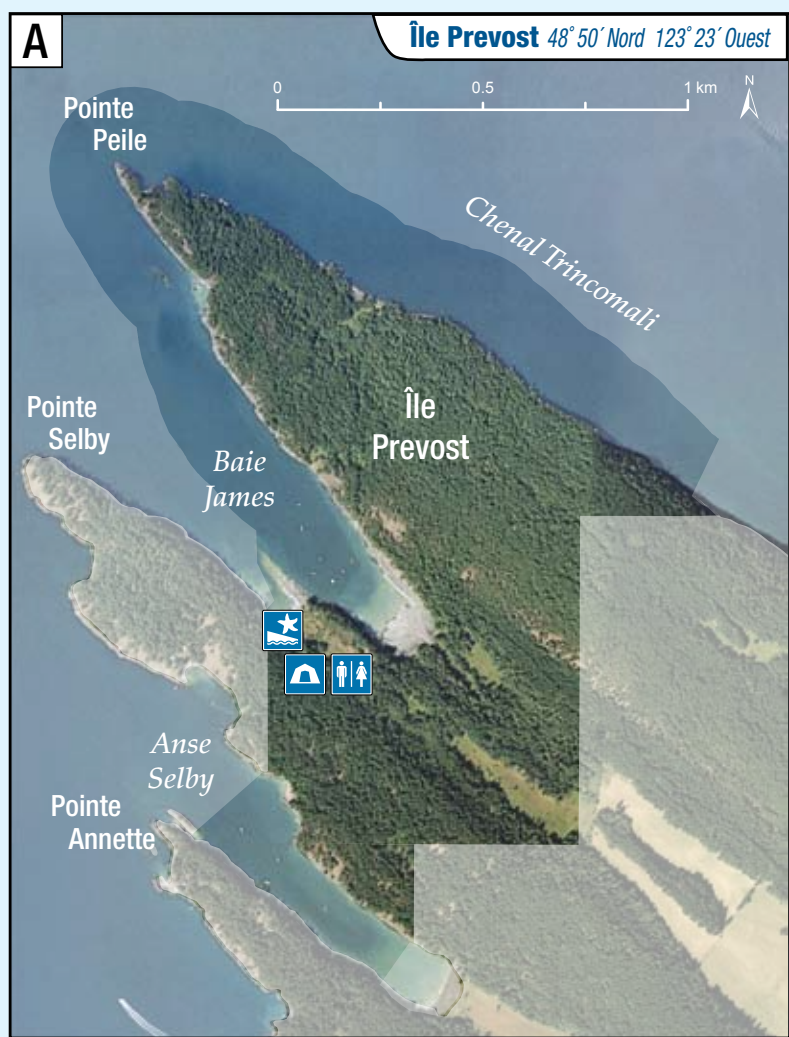 A
Île Prevost 48°50′ Nord 123°23′ Ouest
0 0.5 1 km
N
Pointe
Peile
Chenal Trincomali
Île
Prevost
Pointe
Selby
Baie
James
Anse
Selby
Pointe
Annette